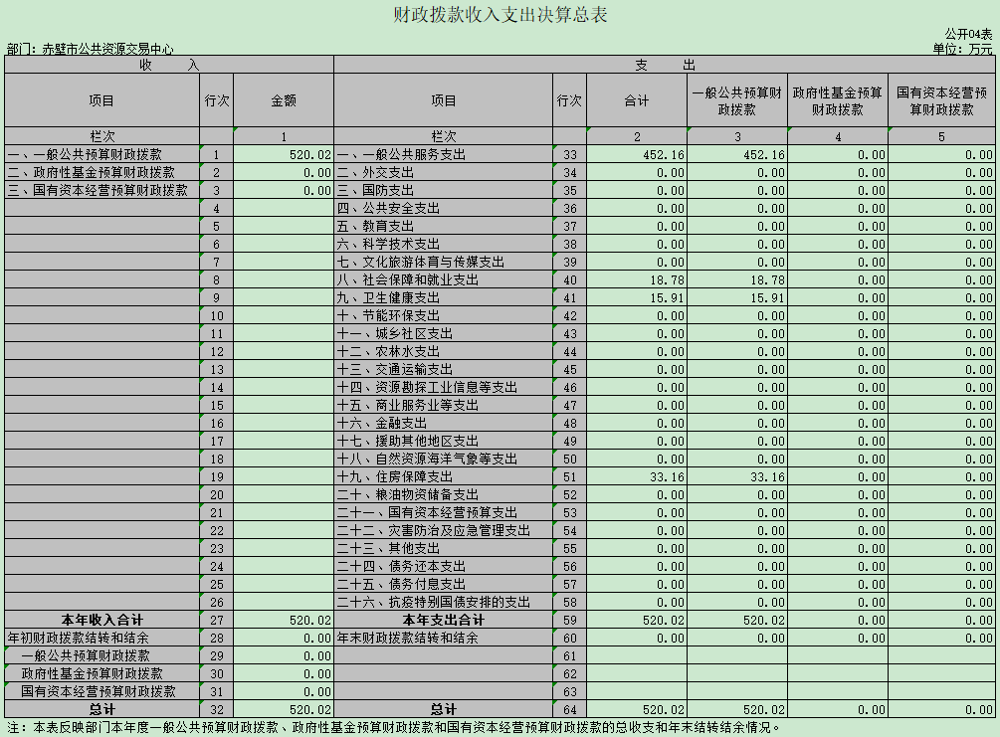 财政拨款收入支出决算总表
公开04表
部门：赤壁市公共资源交易中心 单位：万元
收 入 支 出
项目 行次 金额 项目 行次 合计 一般公共预算财政拨款 政府性基金预算财政拨款 国有资本经营预算财政拨款
栏次 1 栏次 2 3 4 5
一、一般公共预算财政拨款 1 520.02 一、一般公共服务支出 33 452.16 452.16 0.00 0.00
二、政府性基金预算财政拨款 2 0.00 二、外交支出 34 0.00 0.00 0.00 0.00
三、国有资本经营预算财政拨款 3 0.00 三、国防支出 35 0.00 0.00 0.00 0.00
4 四、公共安全支出 36 0.00 0.00 0.00 0.00
5 五、教育支出 37 0.00 0.00 0.00 0.00
6 六、科学技术支出 38 0.00 0.00 0.00 0.00
7 七、文化旅游体育与传媒支出 39 0.00 0.00 0.00 0.00
8 八、社会保障和就业支出 40 18.78 18.78 0.00 0.00
9 九、卫生健康支出 41 15.91 15.91 0.00 0.00
10 十、节能环保支出 42 0.00 0.00 0.00 0.00
11 十一、城乡社区支出 43 0.00 0.00 0.00 0.00
12 十二、农林水支出 44 0.00 0.00 0.00 0.00
13 十三、交通运输支出 45 0.00 0.00 0.00 0.00
14 十四、资源勘探工业信息等支出 46 0.00 0.00 0.00 0.00
15 十五、商业服务业等支出 47 0.00 0.00 0.00 0.00
16 十六、金融支出 48 0.00 0.00 0.00 0.00
17 十七、援助其他地区支出 49 0.00 0.00 0.00 0.00
18 十八、自然资源海洋气象等支出 50 0.00 0.00 0.00 0.00
19 十九、住房保障支出 51 33.16 33.16 0.00 0.00
20 二十、粮油物资储备支出 52 0.00 0.00 0.00 0.00
21 二十一、国有资本经营预算支出 53 0.00 0.00 0.00 0.00
22 二十二、灾害防治及应急管理支出 54 0.00 0.00 0.00 0.00
23 二十三、其他支出 55 0.00 0.00 0.00 0.00
24 二十四、债务还本支出 56 0.00 0.00 0.00 0.00
25 二十五、债务付息支出 57 0.00 0.00 0.00 0.00
26 二十六、抗疫特别国债安排的支出 58 0.00 0.00 0.00 0.00
本年收入合计 27 520.02 本年支出合计 59 520.02 520.02 0.00 0.00
年初财政拨款结转和结余 28 0.00 年末财政拨款结转和结余 60 0.00 0.00 0.00 0.00
一般公共预算财政拨款 29 0.00 61
政府性基金预算财政拨款 30 0.00 62
国有资本经营预算财政拨款 31 0.00 63
总计 32 520.02 总计 64 520.02 520.02 0.00 0.00
注：本表反映部门本年度一般公共预算财政拨款、政府性基金预算财政拨款和国有资本经营预算财政拨款的总收支和年末结转结余情况。